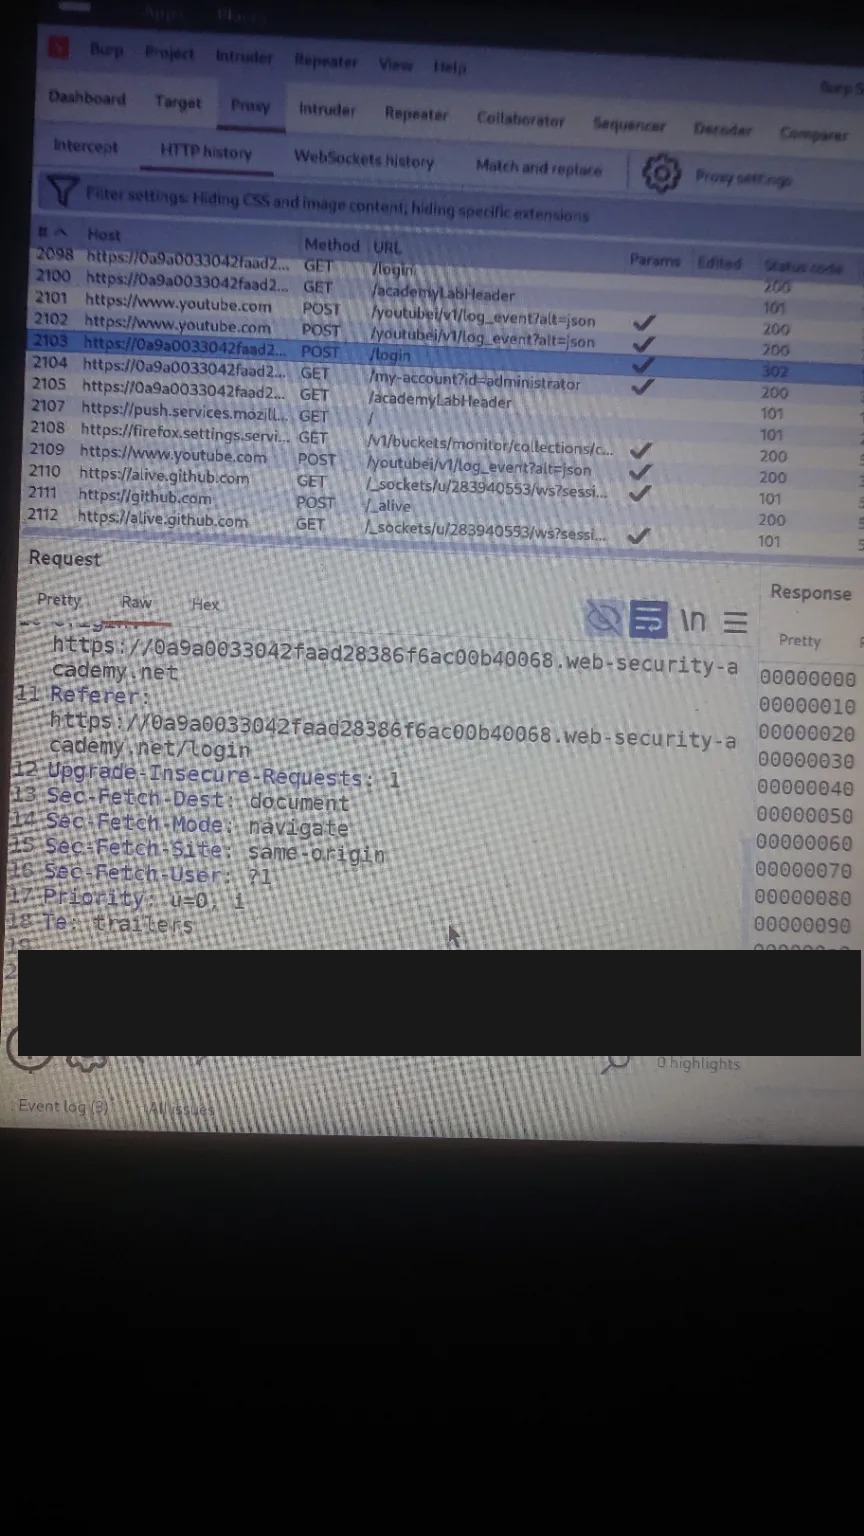 Burp Project Intruder Repeater View Help
Dashboard Target Proxy Intruder Repeater Collaborator Sequencer Decoder Comparer
Intercept HTTP history WebSockets history Match and replace Proxy settings
Filter settings: Hiding CSS and image content; hiding specific extensions
# Host Method URL Params Edited Status code
2098 https://0a9a0033042faad2... GET /login 200
2100 https://0a9a0033042faad2... GET /academyLabHeader 101
2101 https://www.youtube.com POST /youtubei/v1/log_event?alt=json ✓ 200
2102 https://www.youtube.com POST /youtubei/v1/log_event?alt=json ✓ 200
2103 https://0a9a0033042faad2... POST /login ✓ 302
2104 https://0a9a0033042faad2... GET /my-account?id=administrator ✓ 200
2105 https://0a9a0033042faad2... GET /academyLabHeader 101
2107 https://push.services.mozill... GET / 101
2108 https://firefox.settings.servi... GET /v1/buckets/monitor/collections/c... ✓ 200
2109 https://www.youtube.com POST /youtubei/v1/log_event?alt=json ✓ 200
2110 https://alive.github.com GET /_sockets/u/283940553/ws?sessi... ✓ 101
2111 https://github.com POST /_alive 200
2112 https://alive.github.com GET /_sockets/u/283940553/ws?sessi... ✓ 101
Request
Response
Pretty Raw Hex \n
Pretty
https://0a9a0033042faad28386f6ac00b40068.web-security-a
cademy.net
11 Referer:
https://0a9a0033042faad28386f6ac00b40068.web-security-a
cademy.net/login
12 Upgrade-Insecure-Requests: 1
13 Sec-Fetch-Dest: document
14 Sec-Fetch-Mode: navigate
15 Sec-Fetch-Site: same-origin
16 Sec-Fetch-User: ?1
17 Priority: u=0, i
18 Te: trailers
19
00000000
00000010
00000020
00000030
00000040
00000050
00000060
00000070
00000080
00000090
0 highlights
Event log (3) All issues